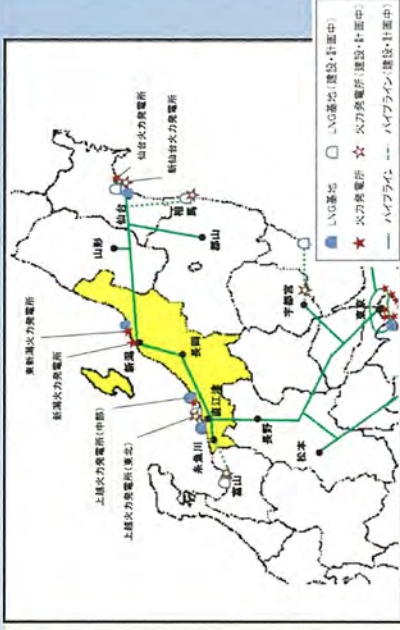 東新潟火力発電所
新潟火力発電所
上越火力発電所(中部)
上越火力発電所(東北)
仙台火力発電所
新仙台火力発電所
仙台
山形
相馬
郡山
新潟
長岡
直江津
糸魚川
富山
長野
松本
宇都宮
東京
LNG基地
LNG基地(建設・計画中)
火力発電所
火力発電所(建設・計画中)
パイプライン
パイプライン(建設・計画中)